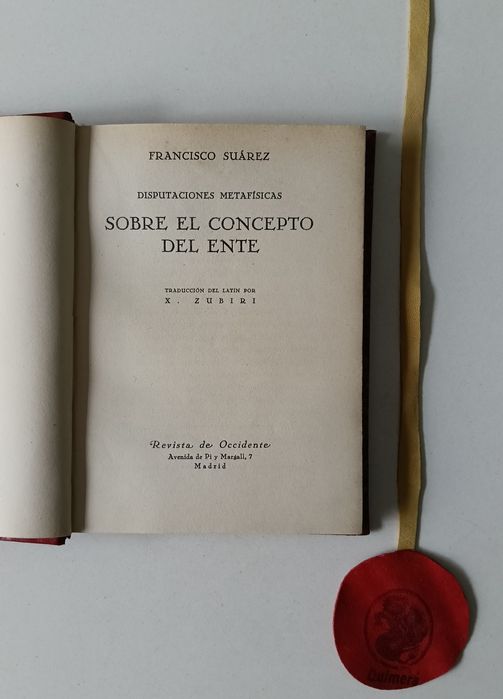 FRANCISCO SUÁREZ
DISPUTACIONES METAFÍSICAS
SOBRE EL CONCEPTO
DEL ENTE
TRADUCCIÓN DEL LATÍN POR
X. ZUBIRI
Revista de Occidente
Avenida de Pi y Margall, 7
Madrid
Quimera